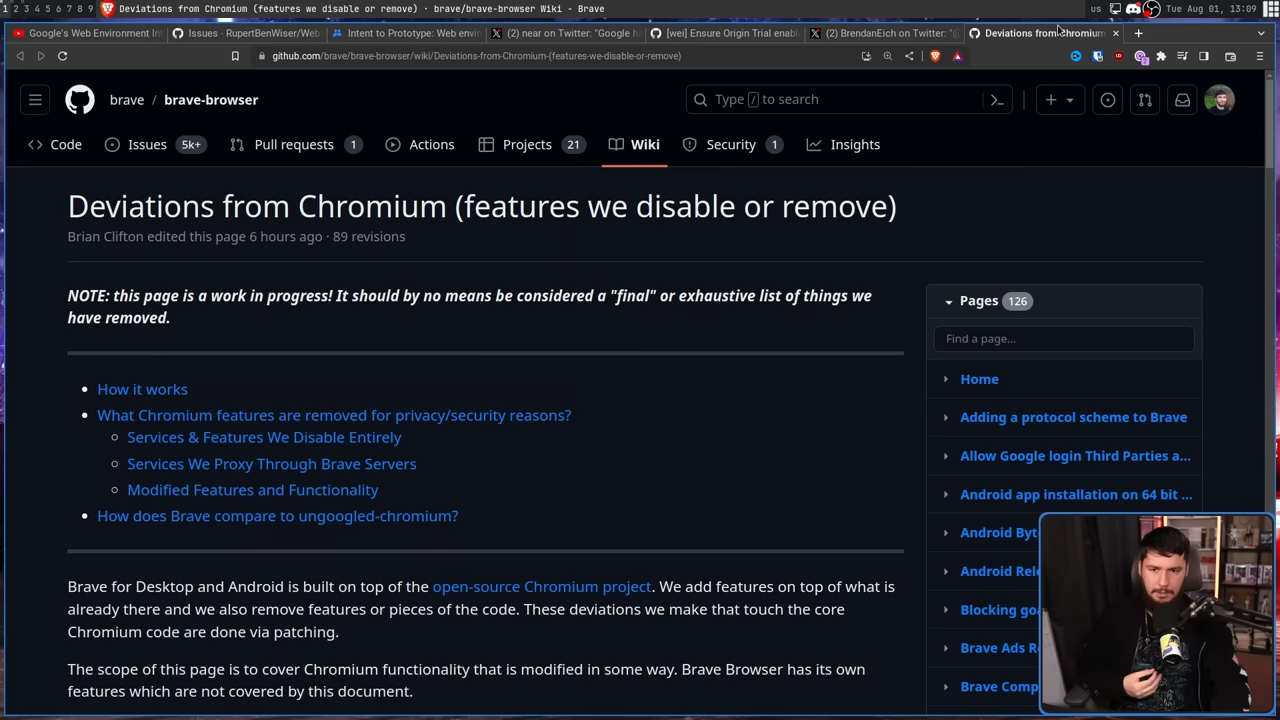 1 2 3 4 5 6 7 8 9 Deviations from Chromium (features we disable or remove) · brave/brave-browser Wiki - Brave us Tue Aug 01, 13:09
Google's Web Environment In Issues · RupertBenWiser/Web Intent to Prototype: Web envi (2) near on Twitter: "Google h [wei] Ensure Origin Trial enabl (2) BrendanEich on Twitter: "@ Deviations from Chromium
github.com/brave/brave-browser/wiki/Deviations-from-Chromium-(features-we-disable-or-remove)
brave / brave-browser
Type / to search
Code Issues 5k+ Pull requests 1 Actions Projects 21 Wiki Security 1 Insights
Deviations from Chromium (features we disable or remove)
Brian Clifton edited this page 6 hours ago · 89 revisions
NOTE: this page is a work in progress! It should by no means be considered a "final" or exhaustive list of things we
have removed.
How it works
What Chromium features are removed for privacy/security reasons?
Services & Features We Disable Entirely
Services We Proxy Through Brave Servers
Modified Features and Functionality
How does Brave compare to ungoogled-chromium?
Brave for Desktop and Android is built on top of the open-source Chromium project. We add features on top of what is
already there and we also remove features or pieces of the code. These deviations we make that touch the core
Chromium code are done via patching.
The scope of this page is to cover Chromium functionality that is modified in some way. Brave Browser has its own
features which are not covered by this document.
Pages 126
Find a page...
Home
Adding a protocol scheme to Brave
Allow Google login Third Parties a...
Android app installation on 64 bit ...
Android Byt
Android Rele
Blocking goa
Brave Ads R
Brave Comp